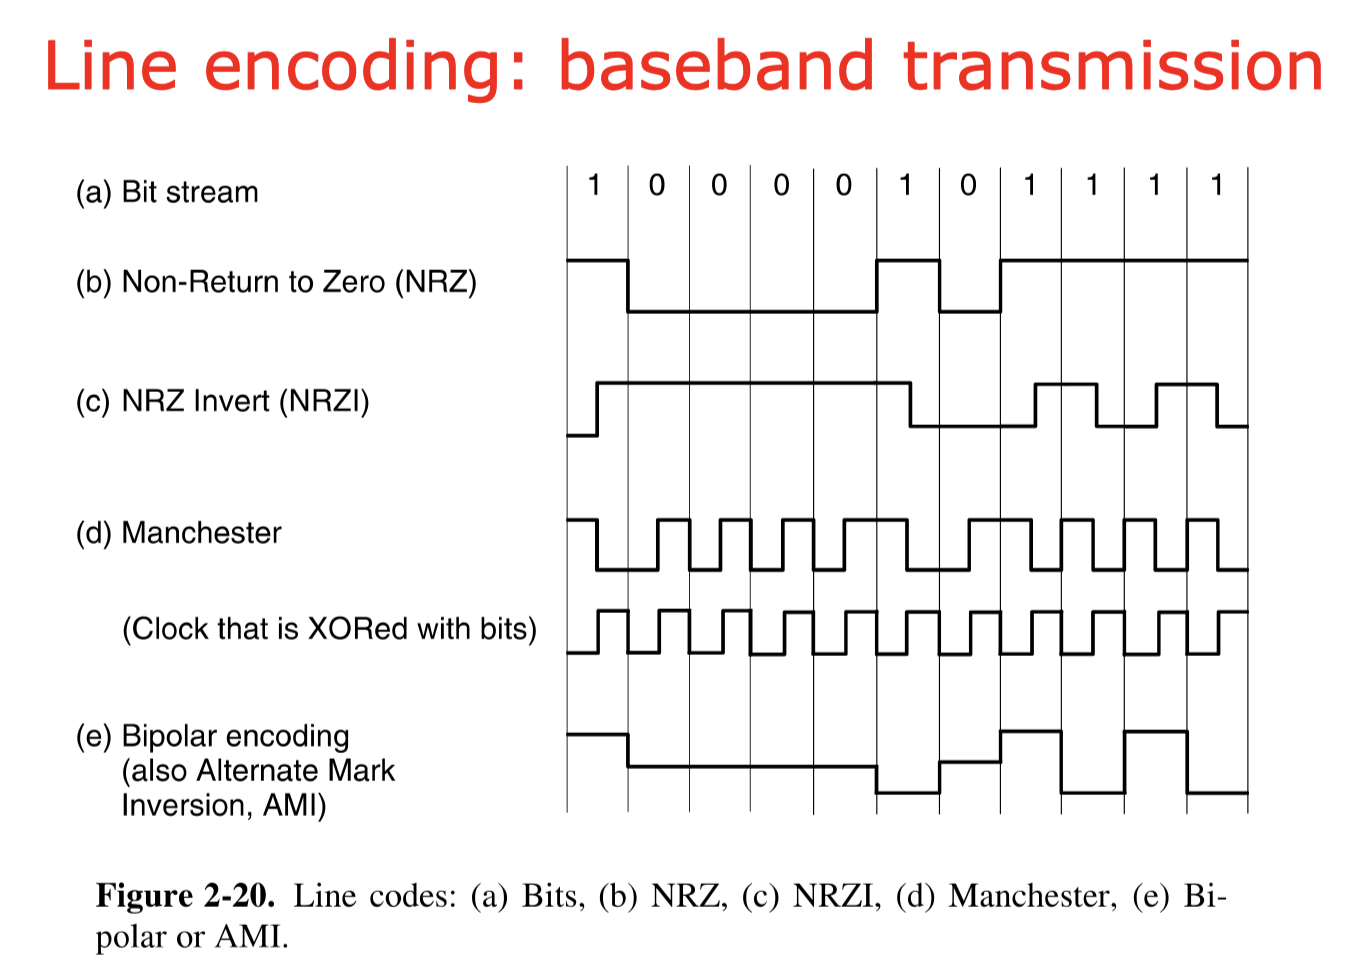 Line encoding: baseband transmission
(a) Bit stream
1 0 0 0 0 1 0 1 1 1 1
(b) Non-Return to Zero (NRZ)
(c) NRZ Invert (NRZI)
(d) Manchester
(Clock that is XORed with bits)
(e) Bipolar encoding
(also Alternate Mark
Inversion, AMI)
Figure 2-20. Line codes: (a) Bits, (b) NRZ, (c) NRZI, (d) Manchester, (e) Bi-
polar or AMI.